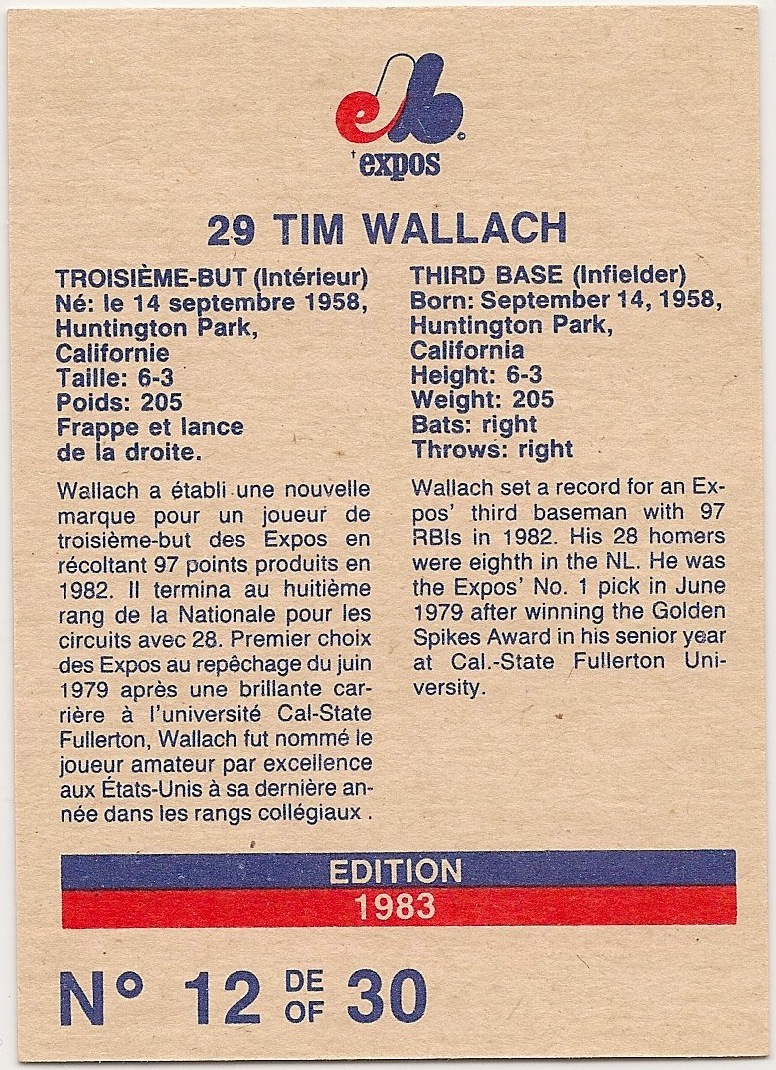 expos
29 TIM WALLACH
TROISIÈME-BUT (Intérieur)
Né: le 14 septembre 1958,
Huntington Park,
Californie
Taille: 6-3
Poids: 205
Frappe et lance
de la droite.
Wallach a établi une nouvelle
marque pour un joueur de
troisième-but des Expos en
récoltant 97 points produits en
1982. Il termina au huitième
rang de la Nationale pour les
circuits avec 28. Premier choix
des Expos au repêchage du juin
1979 après une brillante car-
rière à l'université Cal-State
Fullerton, Wallach fut nommé le
joueur amateur par excellence
aux États-Unis à sa dernière an-
née dans les rangs collégiaux .
THIRD BASE (Infielder)
Born: September 14, 1958,
Huntington Park,
California
Height: 6-3
Weight: 205
Bats: right
Throws: right
Wallach set a record for an Ex-
pos' third baseman with 97
RBIs in 1982. His 28 homers
were eighth in the NL. He was
the Expos' No. 1 pick in June
1979 after winning the Golden
Spikes Award in his senior year
at Cal.-State Fullerton Uni-
versity.
EDITION
1983
Nº 12 DE OF 30